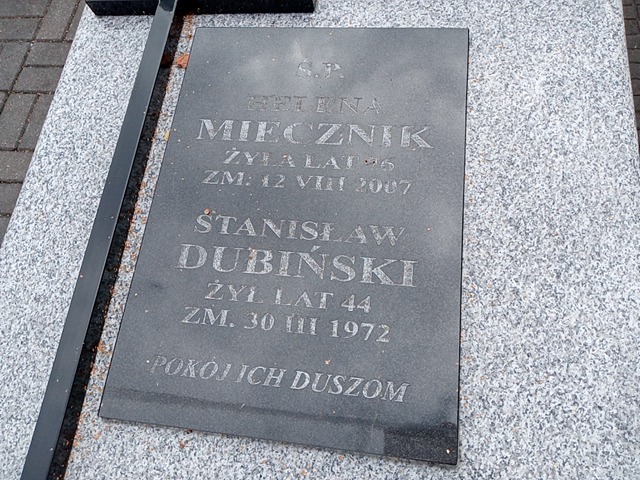 Ś.P.
HELENA
MIECZNIK
ŻYŁA LAT 76
ZM: 12 VIII 2007
STANISŁAW
DUBIŃSKI
ŻYŁ LAT 44
ZM. 30 III 1972
POKÓJ ICH DUSZOM